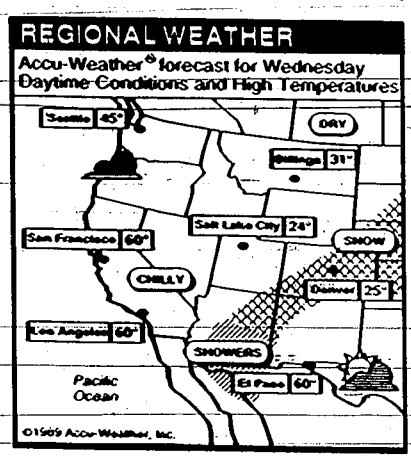 REGIONAL WEATHER
Accu-Weather® forecast for Wednesday
Daytime Conditions and High Temperatures
Seattle 45°
DRY
Billings 31°
Salt Lake City 24°
San Francisco 60°
SNOW
CHILLY
Denver 25°
Los Angeles 60°
SHOWERS
El Paso 60°
Pacific
Ocean
©1989 Accu-Weather, Inc.